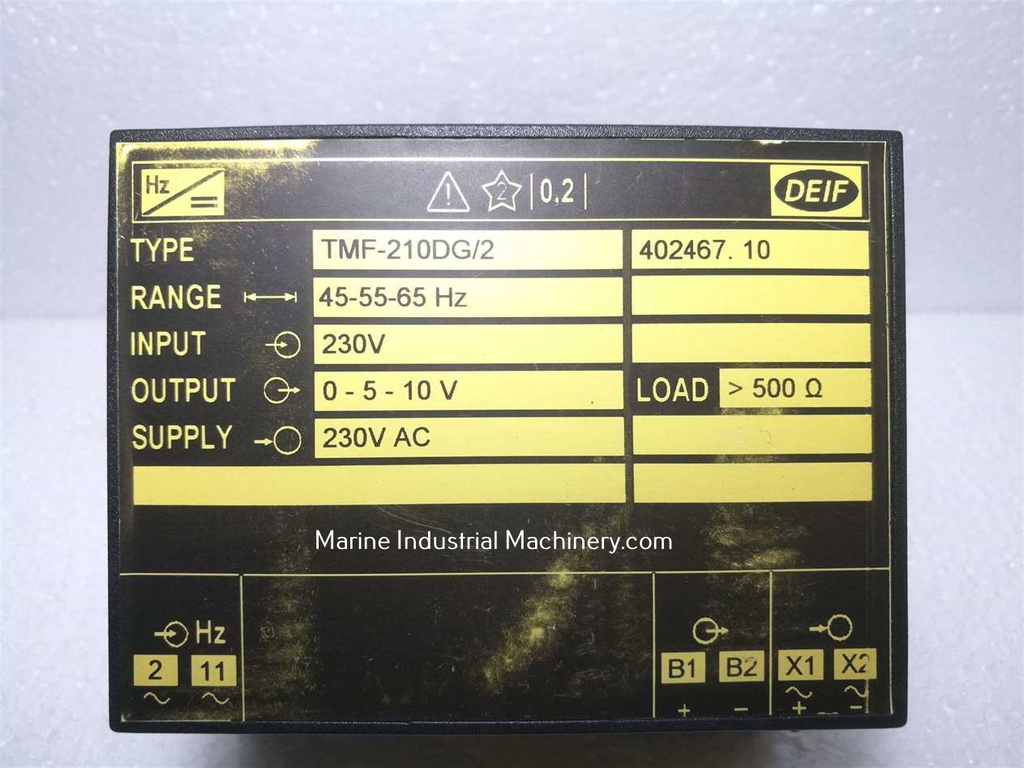 Hz
2 0,2 DEIF
TYPE TMF-210DG/2 402467. 10
RANGE 45-55-65 Hz
INPUT 230V
OUTPUT 0 - 5 - 10 V LOAD > 500 Ω
SUPPLY 230V AC
Marine Industrial Machinery.com
Hz
2 11 B1 B2 X1 X2
+ - + -